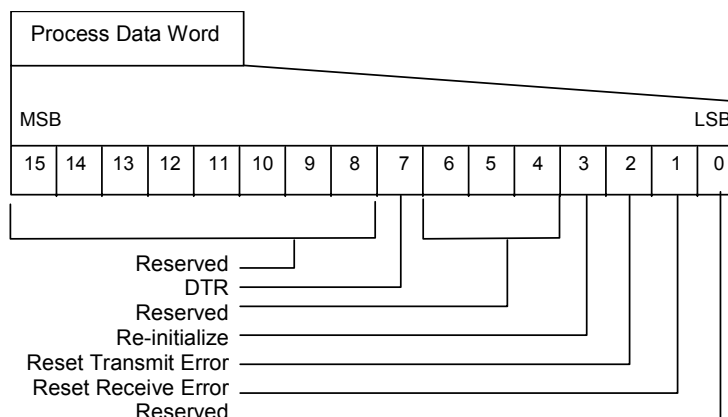 Process Data Word
MSB LSB
15 14 13 12 11 10 9 8 7 6 5 4 3 2 1 0
Reserved
DTR
Reserved
Re-initialize
Reset Transmit Error
Reset Receive Error
Reserved